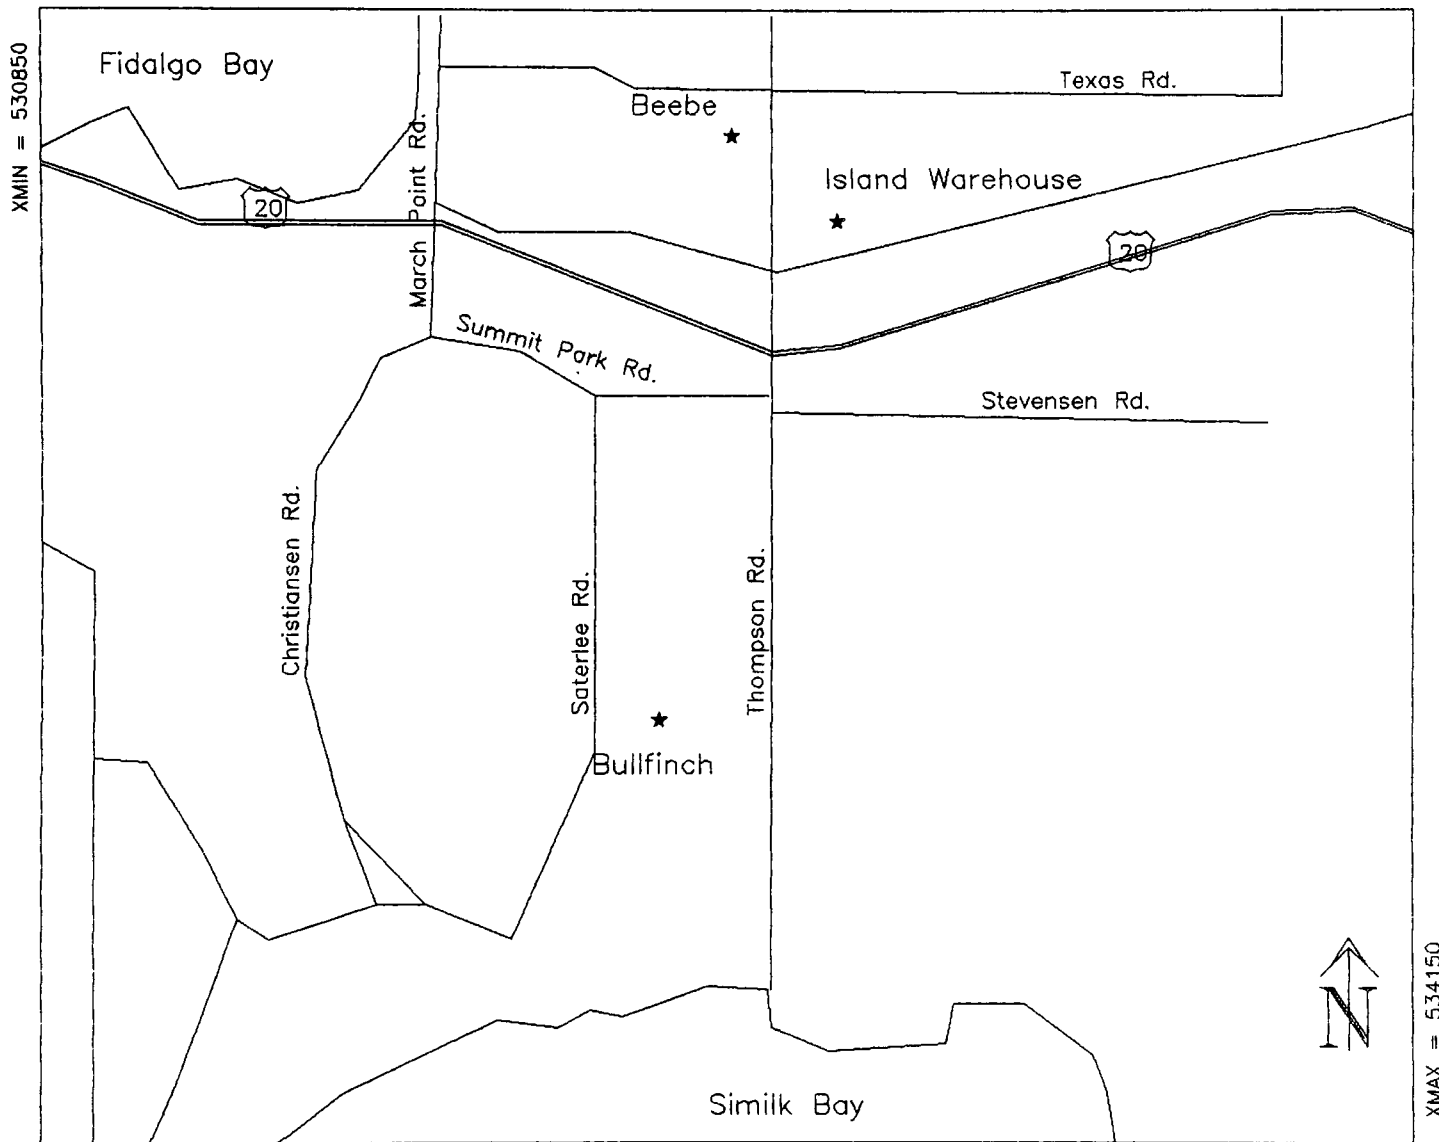 XMIN = 530850
Fidalgo Bay
Texas Rd.
Beebe
March Point Rd.
Island Warehouse
20
20
Summit Park Rd.
Stevensen Rd.
Christiansen Rd.
Saterlee Rd.
Thompson Rd.
Bullfinch
N
XMAX = 534150
Similk Bay